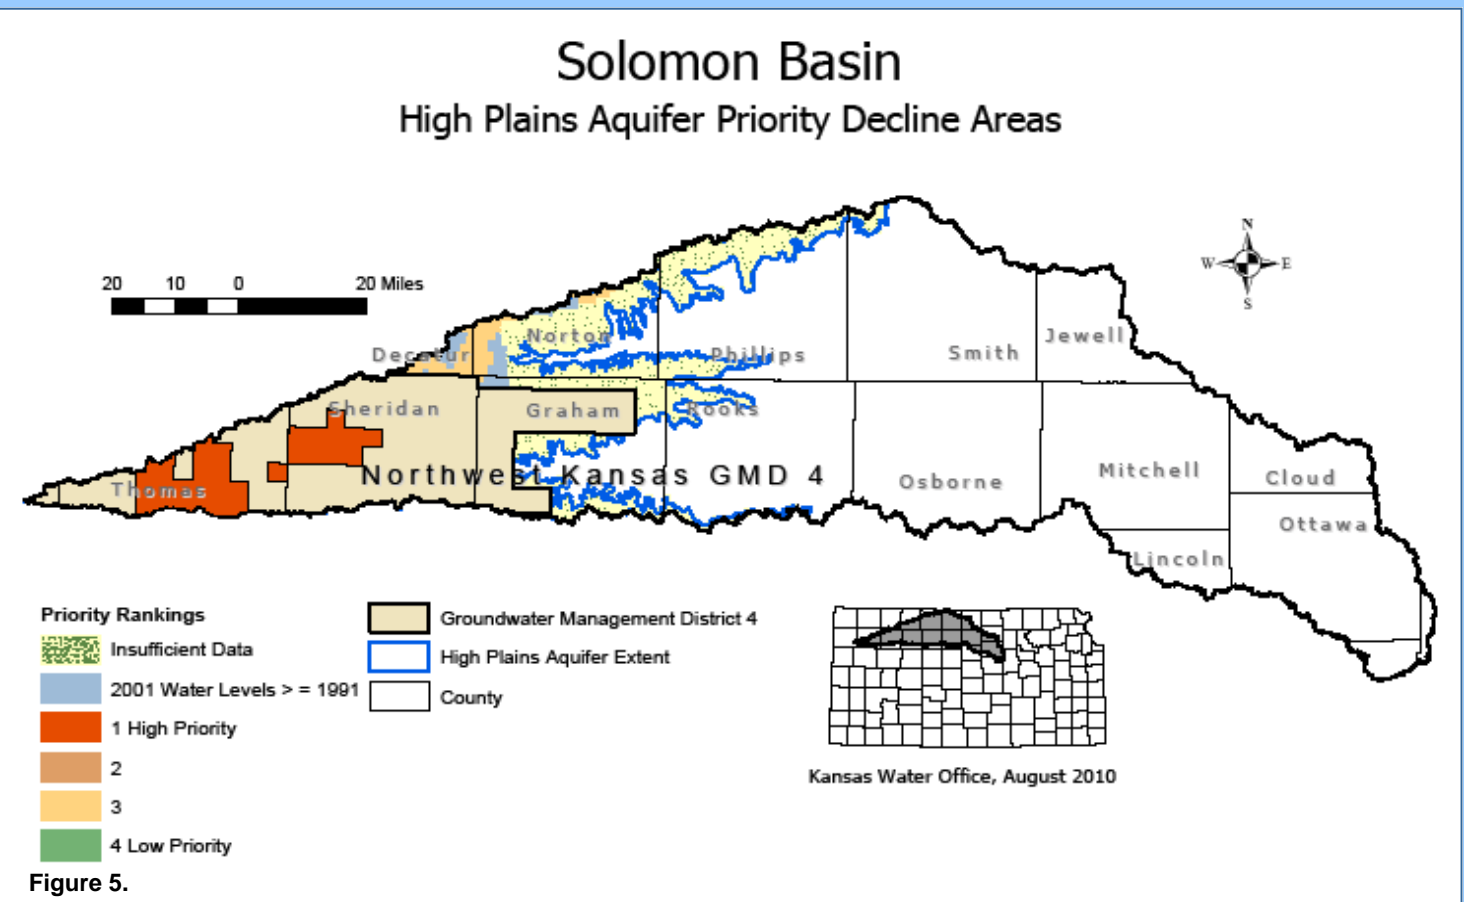 Solomon Basin
High Plains Aquifer Priority Decline Areas
20 10 0 20 Miles
N
W E
S
Norton
Decatur
Phillips
Smith
Jewell
Sheridan
Graham
Rooks
Northwest Kansas GMD 4
Thomas
Osborne
Mitchell
Cloud
Ottawa
Lincoln
Priority Rankings
Insufficient Data
2001 Water Levels > = 1991
1 High Priority
2
3
4 Low Priority
Groundwater Management District 4
High Plains Aquifer Extent
County
Kansas Water Office, August 2010
Figure 5.